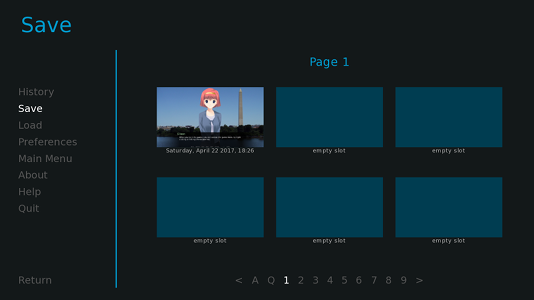 Save
Page 1
History
Save
Load
Preferences
Main Menu
About
Help
Quit
Return
Saturday, April 22 2017, 18:26
empty slot
empty slot
empty slot
empty slot
empty slot
< A Q 1 2 3 4 5 6 7 8 9 >